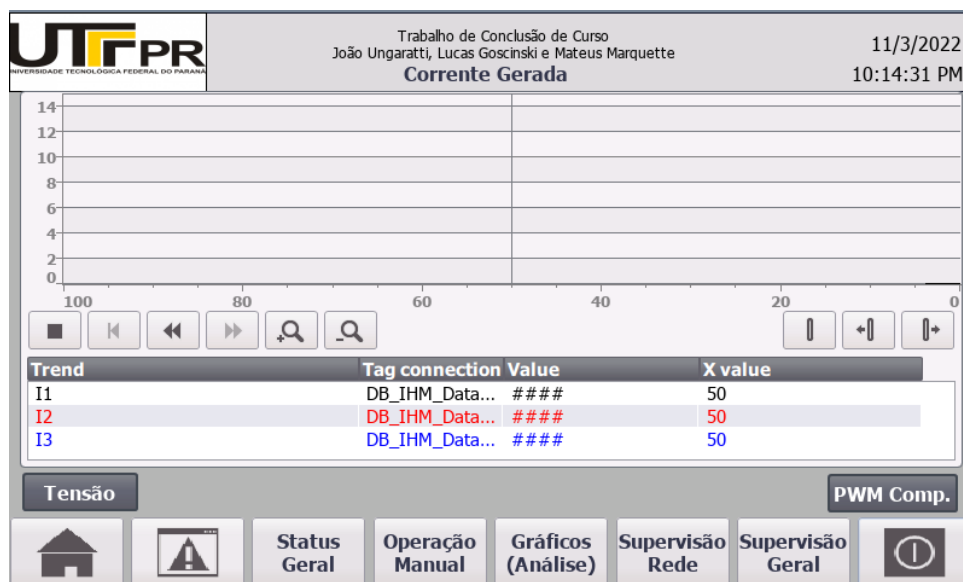 UTFPR
UNIVERSIDADE TECNOLÓGICA FEDERAL DO PARANÁ
Trabalho de Conclusão de Curso
João Ungaratti, Lucas Goscinski e Mateus Marquette
Corrente Gerada
11/3/2022
10:14:31 PM
14
12
10
8
6
4
2
0
100 80 60 40 20 0
Trend Tag connection Value X value
I1 DB_IHM_Data... #### 50
I2 DB_IHM_Data... #### 50
I3 DB_IHM_Data... #### 50
Tensão PWM Comp.
Status Geral
Operação Manual
Gráficos (Análise)
Supervisão Rede
Supervisão Geral